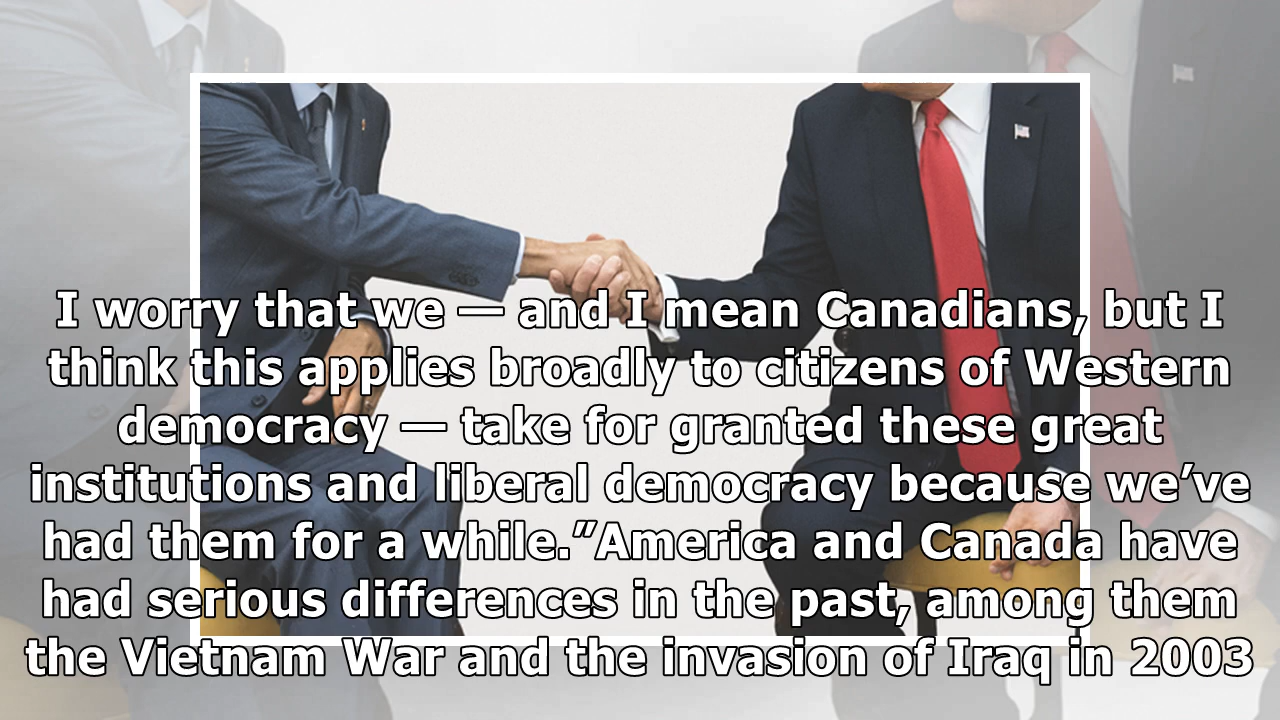 I worry that we — and I mean Canadians, but I
think this applies broadly to citizens of Western
democracy — take for granted these great
institutions and liberal democracy because we’ve
had them for a while.”America and Canada have
had serious differences in the past, among them
the Vietnam War and the invasion of Iraq in 2003